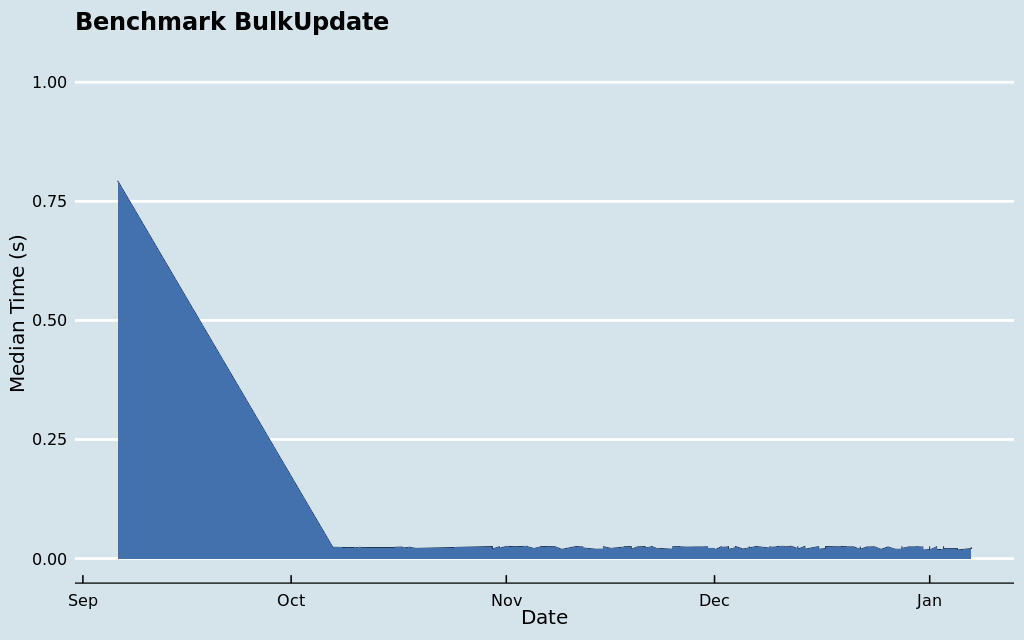 Benchmark BulkUpdate
1.00
0.75
0.50
0.25
0.00
Median Time (s)
Sep Oct Nov Dec Jan
Date